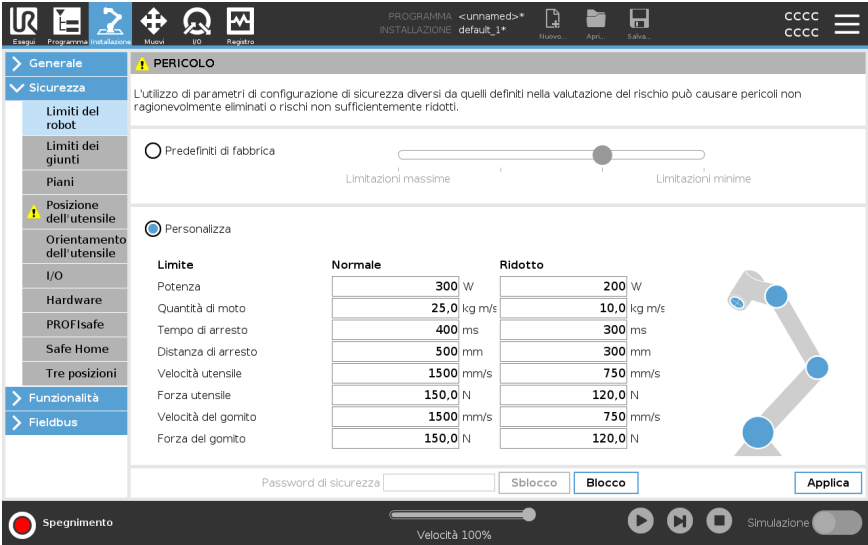 UR
PROGRAMMA <unnamed>*
INSTALLAZIONE default_1*
CCCC
CCCC
Esegui Programma Installazione Muovi I/O Registro Nuovo... Apri... Salva...
Generale
Sicurezza
Limiti del
robot
Limiti dei
giunti
Piani
Posizione
dell'utensile
Orientamento
dell'utensile
I/O
Hardware
PROFIsafe
Safe Home
Tre posizioni
Funzionalità
Fieldbus
PERICOLO
L'utilizzo di parametri di configurazione di sicurezza diversi da quelli definiti nella valutazione del rischio può causare pericoli non
ragionevolmente eliminati o rischi non sufficientemente ridotti.
Predefiniti di fabbrica
Limitazioni massime Limitazioni minime
Personalizza
Limite Normale Ridotto
Potenza 300 W 200 W
Quantità di moto 25,0 kg m/s 10,0 kg m/s
Tempo di arresto 400 ms 300 ms
Distanza di arresto 500 mm 300 mm
Velocità utensile 1500 mm/s 750 mm/s
Forza utensile 150,0 N 120,0 N
Velocità del gomito 1500 mm/s 750 mm/s
Forza del gomito 150,0 N 120,0 N
Password di sicurezza Sblocco Blocco Applica
Spegnimento
Velocità 100%
Simulazione